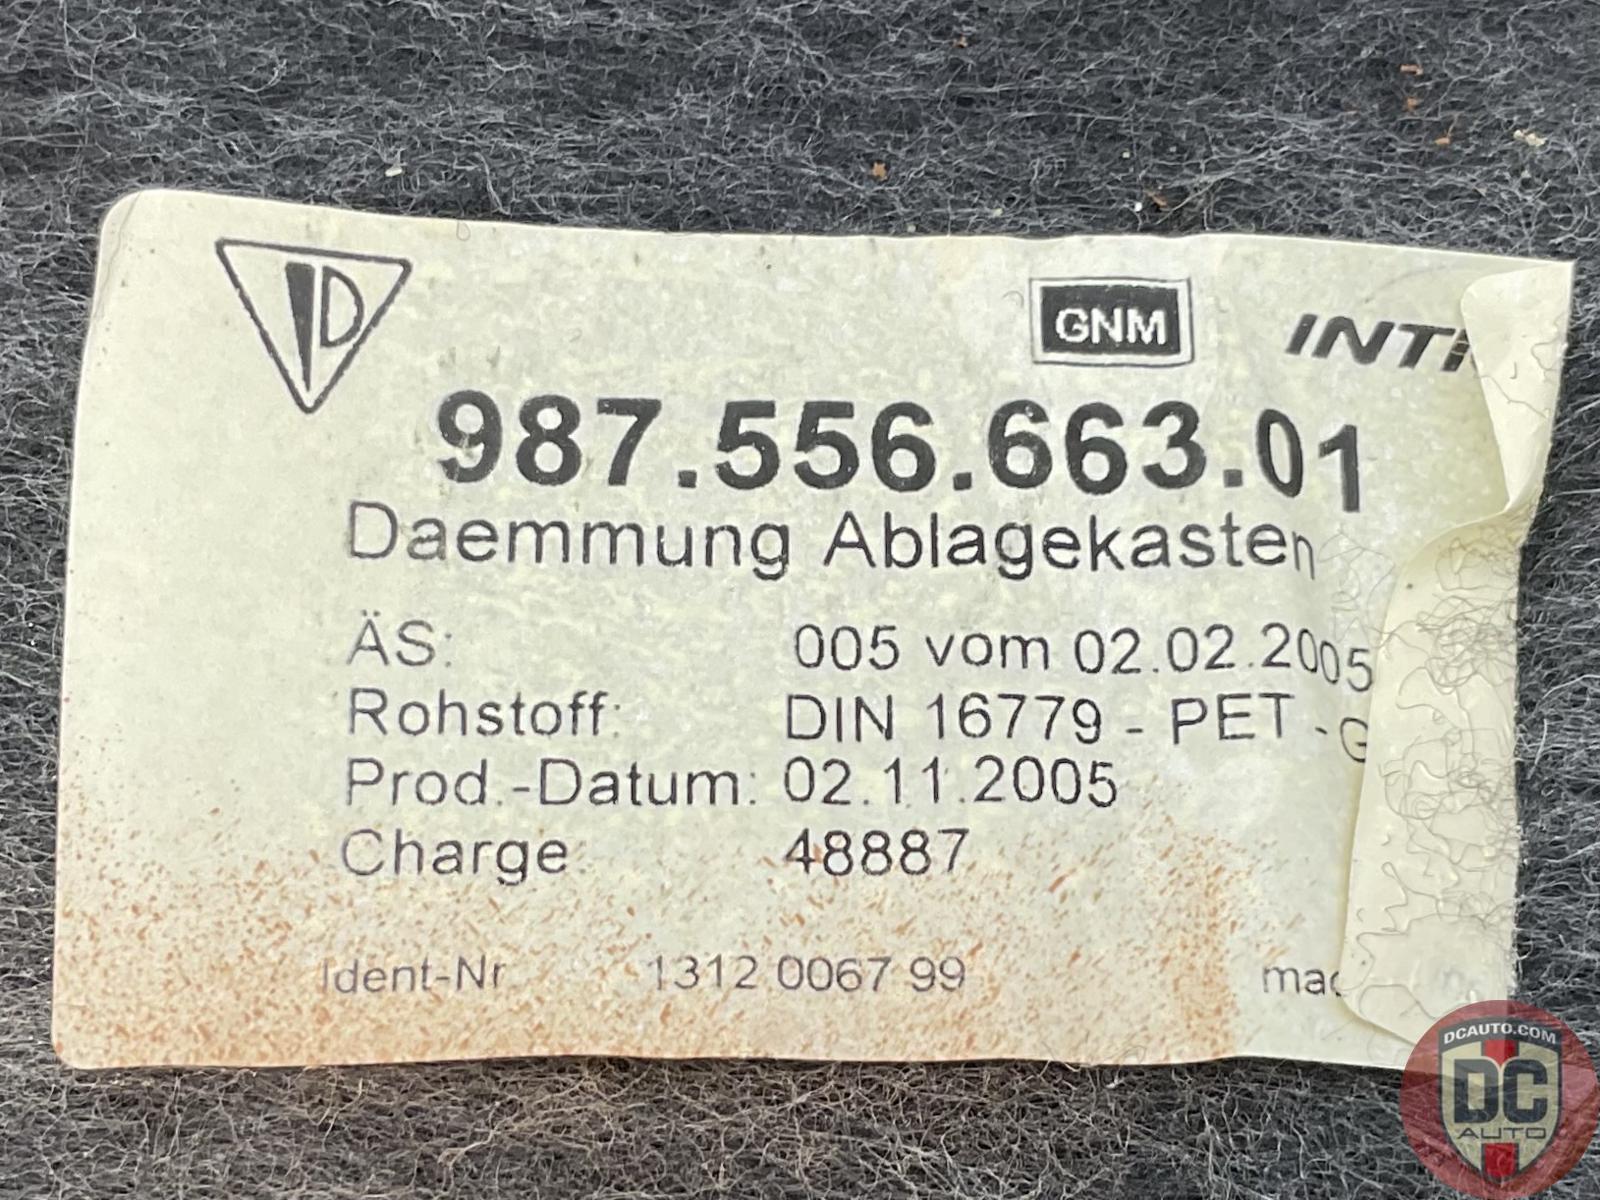 GNM
987.556.663.01
Daemmung Ablagekasten
ÄS: 005 vom 02.02.2005
Rohstoff: DIN 16779 - PET -
Prod.-Datum: 02.11.2005
Charge: 48887
Ident-Nr 1312 0067 99
DCAUTO.COM
DC
AUTO